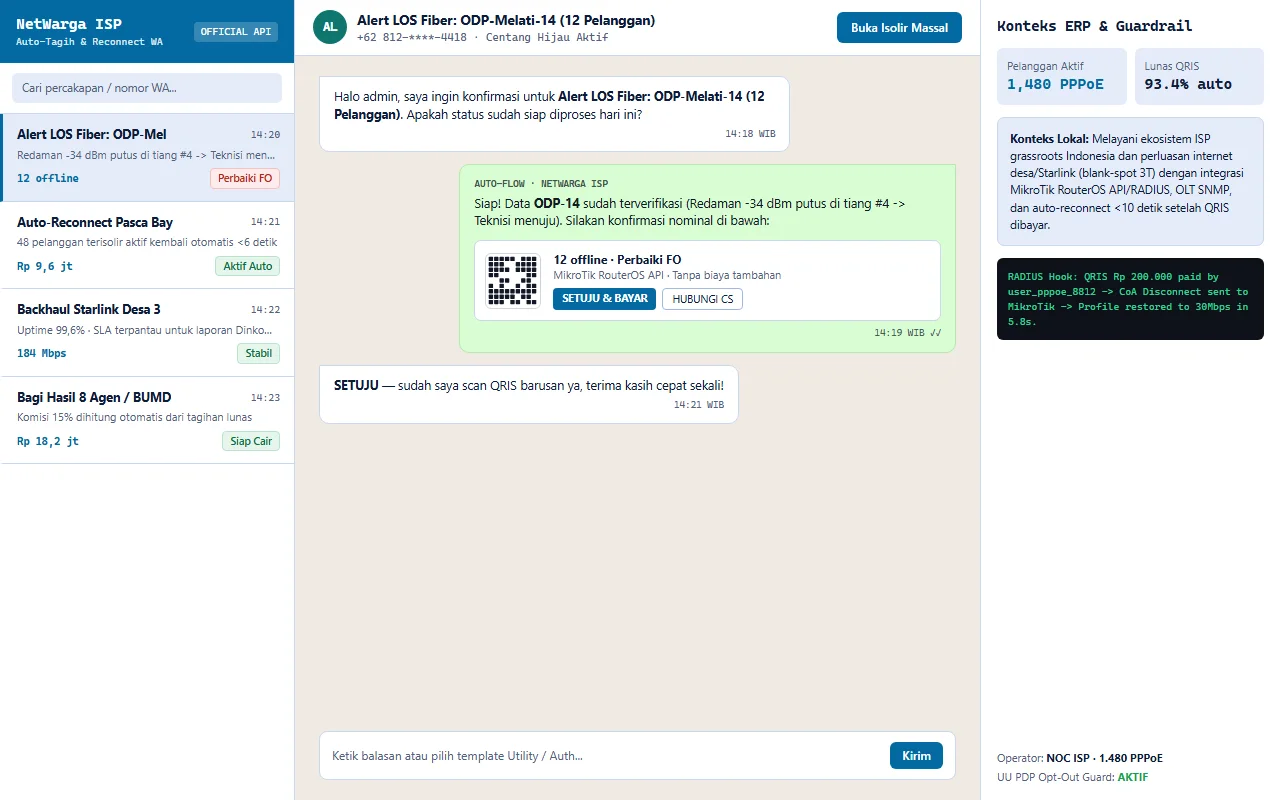 NetWarga ISP
Auto-Tagih & Reconnect WA
OFFICIAL API
Cari percakapan / nomor WA...
Alert LOS Fiber: ODP-Mel
14:20
Redaman -34 dBm putus di tiang #4 -> Teknisi men...
12 offline
Perbaiki FO
Auto-Reconnect Pasca Bay
14:21
48 pelanggan terisolir aktif kembali otomatis <6 detik
Rp 9,6 jt
Aktif Auto
Backhaul Starlink Desa 3
14:22
Uptime 99,6% · SLA terpantau untuk laporan Dinko...
184 Mbps
Stabil
Bagi Hasil 8 Agen / BUMD
14:23
Komisi 15% dihitung otomatis dari tagihan lunas
Rp 18,2 jt
Siap Cair
AL
Alert LOS Fiber: ODP-Melati-14 (12 Pelanggan)
+62 812-****-4418 · Centang Hijau Aktif
Buka Isolir Massal
Halo admin, saya ingin konfirmasi untuk Alert LOS Fiber: ODP-Melati-14 (12
Pelanggan). Apakah status sudah siap diproses hari ini?
14:18 WIB
AUTO-FLOW · NETWARGA ISP
Siap! Data ODP-14 sudah terverifikasi (Redaman -34 dBm putus di tiang #4 ->
Teknisi menuju). Silakan konfirmasi nominal di bawah:
12 offline · Perbaiki FO
MikroTik RouterOS API · Tanpa biaya tambahan
SETUJU & BAYAR
HUBUNGI CS
14:19 WIB ✓✓
SETUJU — sudah saya scan QRIS barusan ya, terima kasih cepat sekali!
14:21 WIB
Ketik balasan atau pilih template Utility / Auth...
Kirim
Konteks ERP & Guardrail
Pelanggan Aktif
1,480 PPPoE
Lunas QRIS
93.4% auto
Konteks Lokal: Melayani ekosistem ISP
grassroots Indonesia dan perluasan internet
desa/Starlink (blank-spot 3T) dengan integrasi
MikroTik RouterOS API/RADIUS, OLT SNMP,
dan auto-reconnect <10 detik setelah QRIS
dibayar.
RADIUS Hook: QRIS Rp 200.000 paid by
user_pppoe_8812 -> CoA Disconnect sent to
MikroTik -> Profile restored to 30Mbps in
5.8s.
Operator: NOC ISP · 1.480 PPPoE
UU PDP Opt-Out Guard: AKTIF